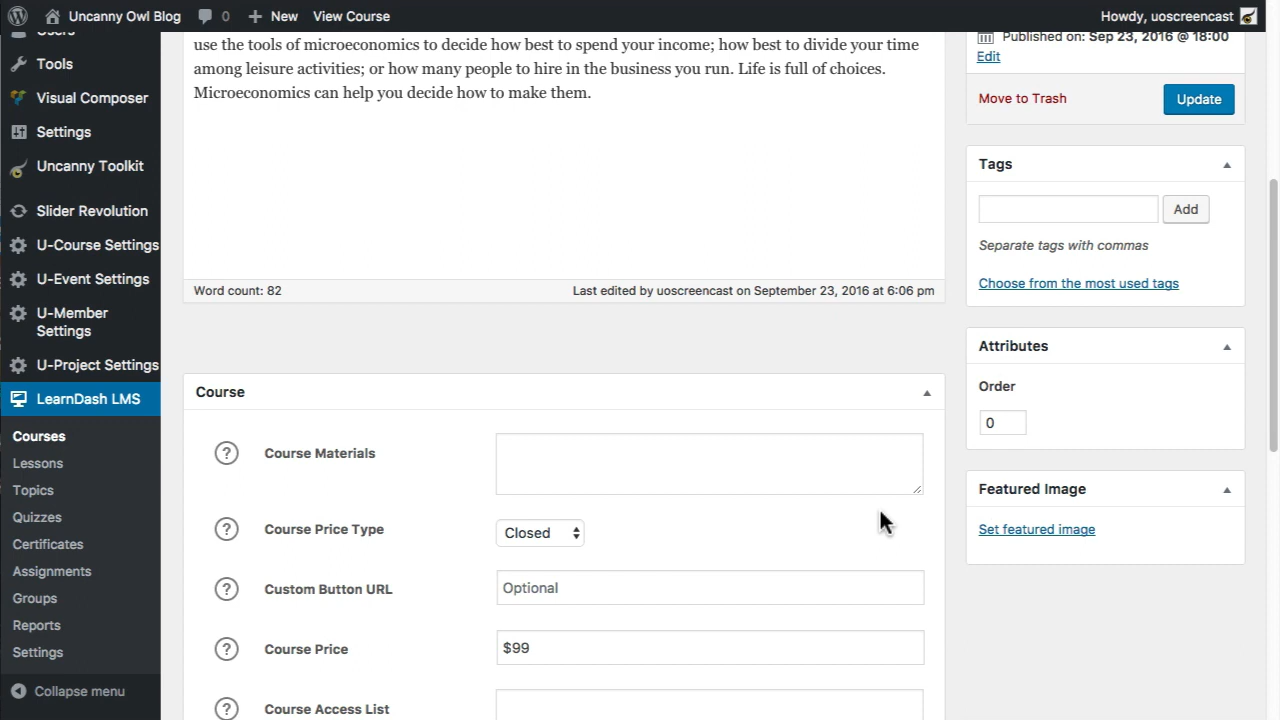 Uncanny Owl Blog
0
New
View Course
Howdy, uoscreencast
Users
Tools
Visual Composer
Settings
Uncanny Toolkit
Slider Revolution
U-Course Settings
U-Event Settings
U-Member
Settings
U-Project Settings
LearnDash LMS
Courses
Lessons
Topics
Quizzes
Certificates
Assignments
Groups
Reports
Settings
Collapse menu
use the tools of microeconomics to decide how best to spend your income; how best to divide your time
among leisure activities; or how many people to hire in the business you run. Life is full of choices.
Microeconomics can help you decide how to make them.
Word count: 82
Last edited by uoscreencast on September 23, 2016 at 6:06 pm
Course
? Course Materials
? Course Price Type
Closed
? Custom Button URL
Optional
? Course Price
$99
? Course Access List
Published on: Sep 23, 2016 @ 18:00
Edit
Move to Trash
Update
Tags
Add
Separate tags with commas
Choose from the most used tags
Attributes
Order
0
Featured Image
Set featured image